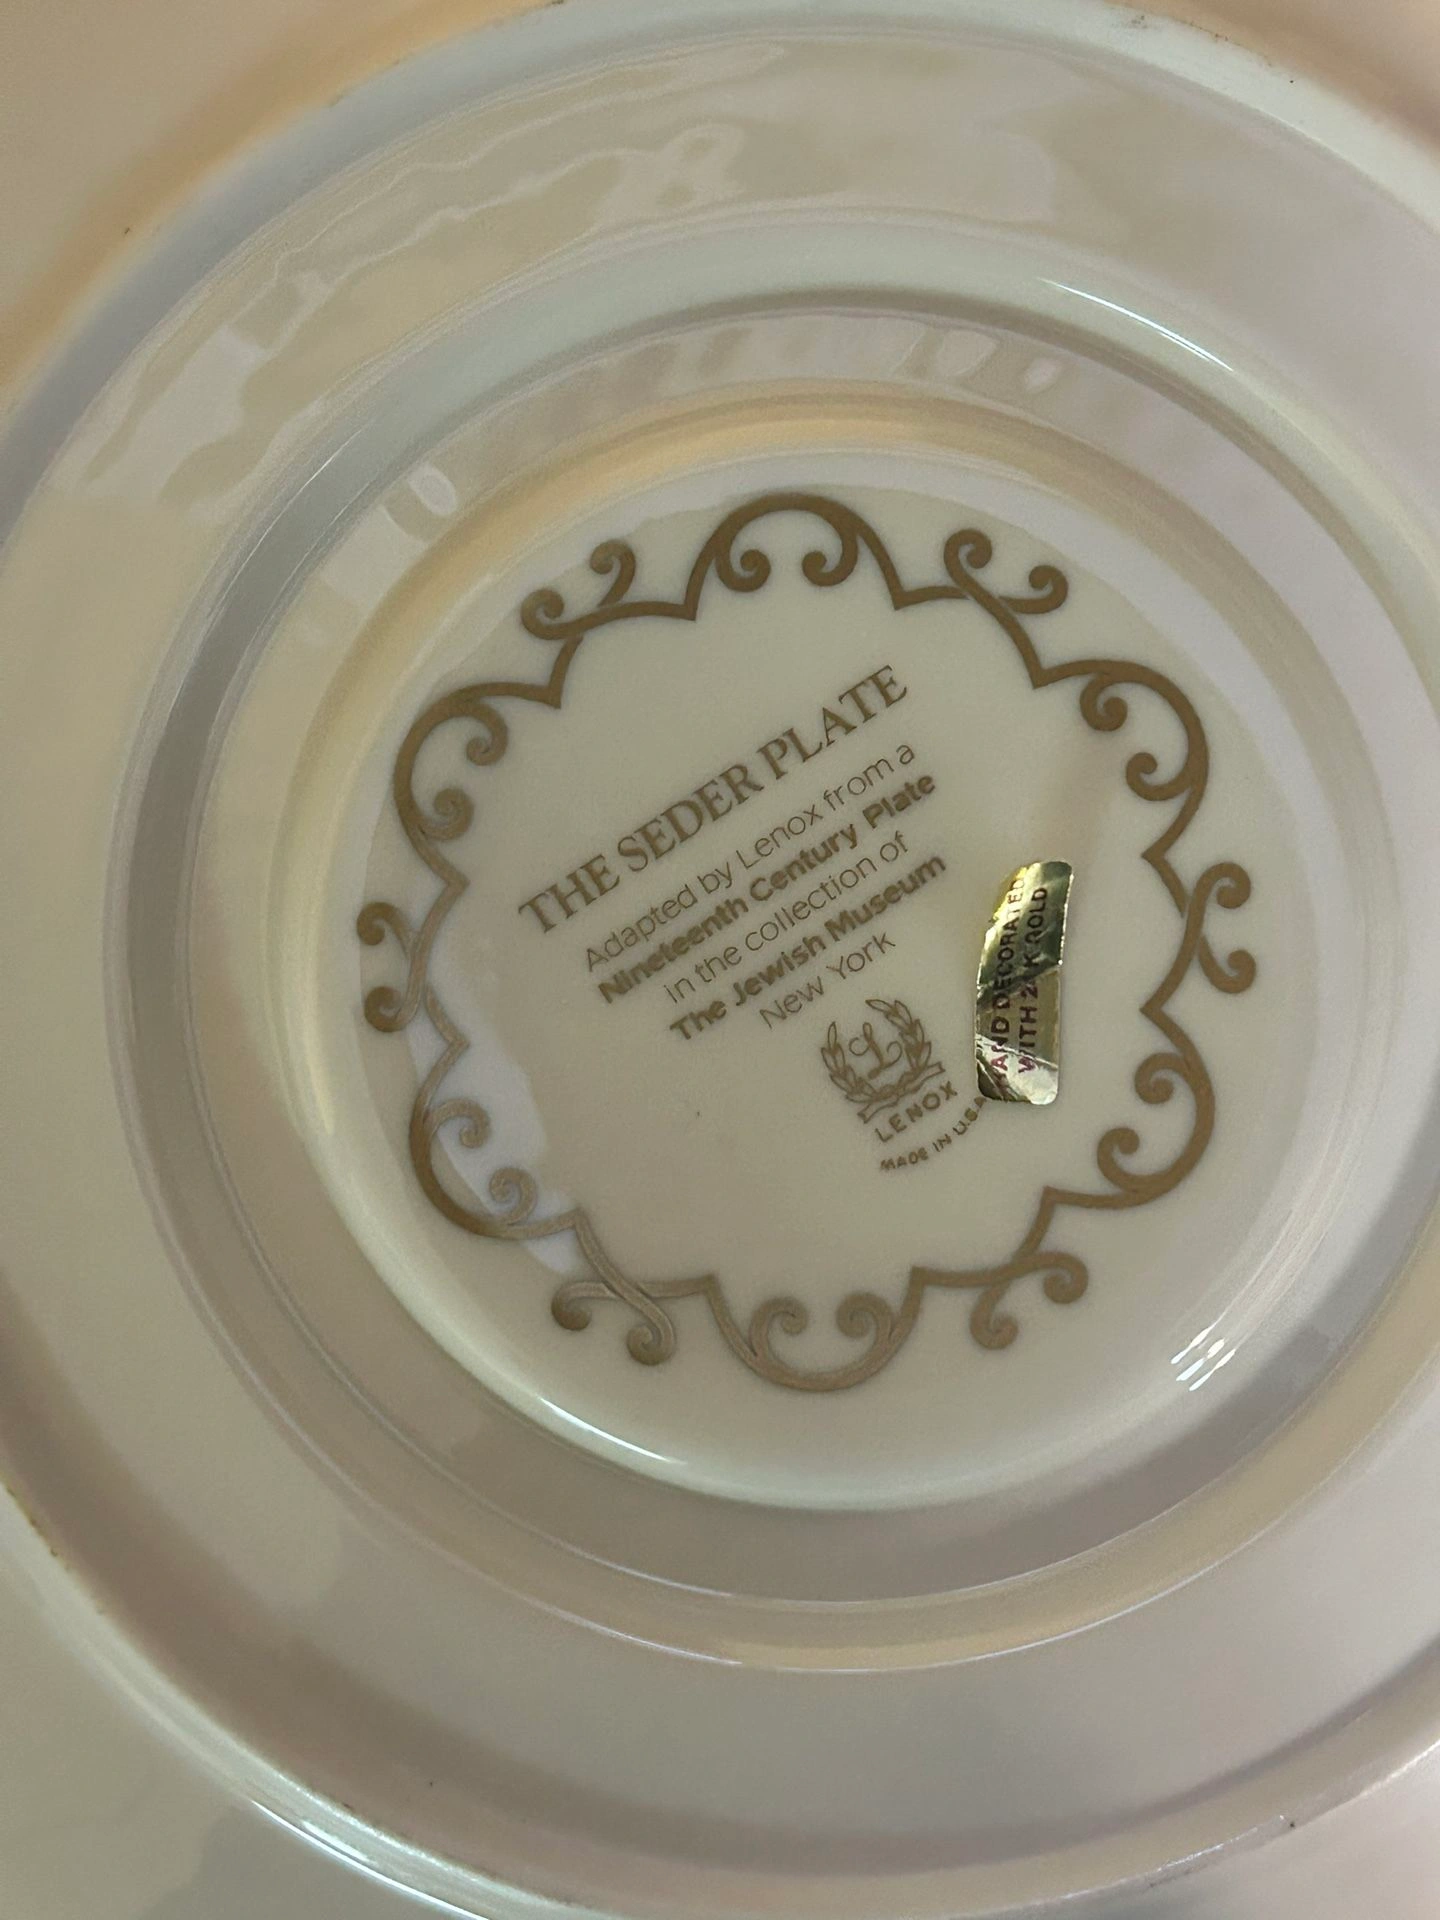 THE SEDER PLATE
Adapted by Lenox from a
Nineteenth Century Plate
in the collection of
The Jewish Museum
New York
L
LENOX
MADE IN U.S.A.
HAND DECORATED
WITH 24 K GOLD